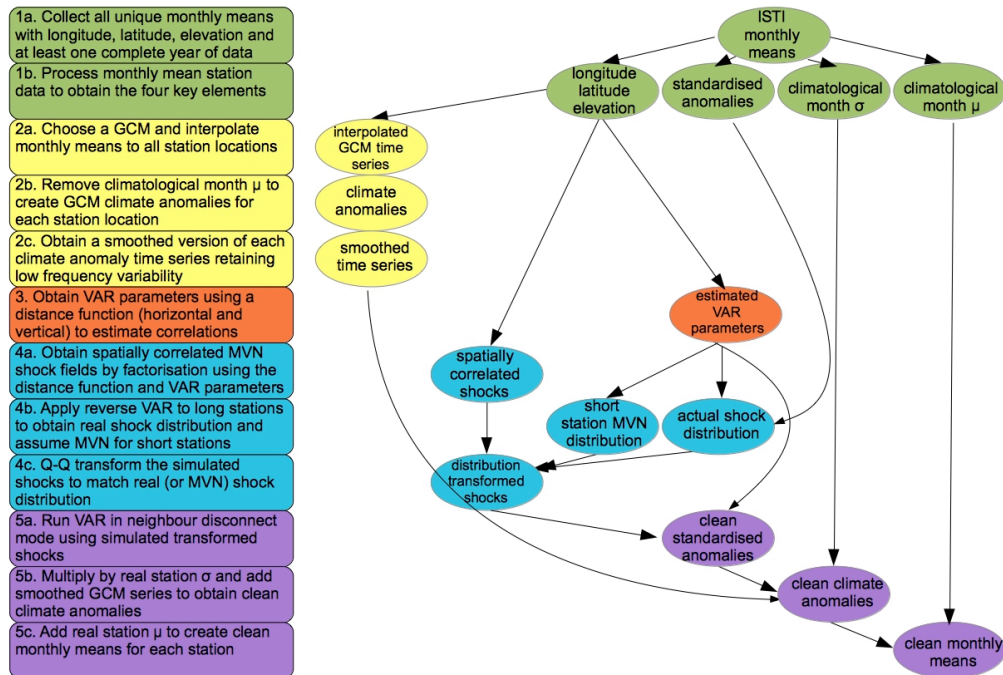 1a. Collect all unique monthly means
with longitude, latitude, elevation and
at least one complete year of data
1b. Process monthly mean station
data to obtain the four key elements
2a. Choose a GCM and interpolate
monthly means to all station locations
2b. Remove climatological month μ to
create GCM climate anomalies for
each station location
2c. Obtain a smoothed version of each
climate anomaly time series retaining
low frequency variability
3. Obtain VAR parameters using a
distance function (horizontal and
vertical) to estimate correlations
4a. Obtain spatially correlated MVN
shock fields by factorisation using the
distance function and VAR parameters
4b. Apply reverse VAR to long stations
to obtain real shock distribution and
assume MVN for short stations
4c. Q-Q transform the simulated
shocks to match real (or MVN) shock
distribution
5a. Run VAR in neighbour disconnect
mode using simulated transformed
shocks
5b. Multiply by real station σ and add
smoothed GCM series to obtain clean
climate anomalies
5c. Add real station μ to create clean
monthly means for each station
ISTI
monthly
means
longitude
latitude
elevation
standardised
anomalies
climatological
month σ
climatological
month μ
interpolated
GCM time
series
climate
anomalies
smoothed
time series
estimated
VAR
parameters
spatially
correlated
shocks
short
station MVN
distribution
actual shock
distribution
distribution
transformed
shocks
clean
standardised
anomalies
clean climate
anomalies
clean monthly
means